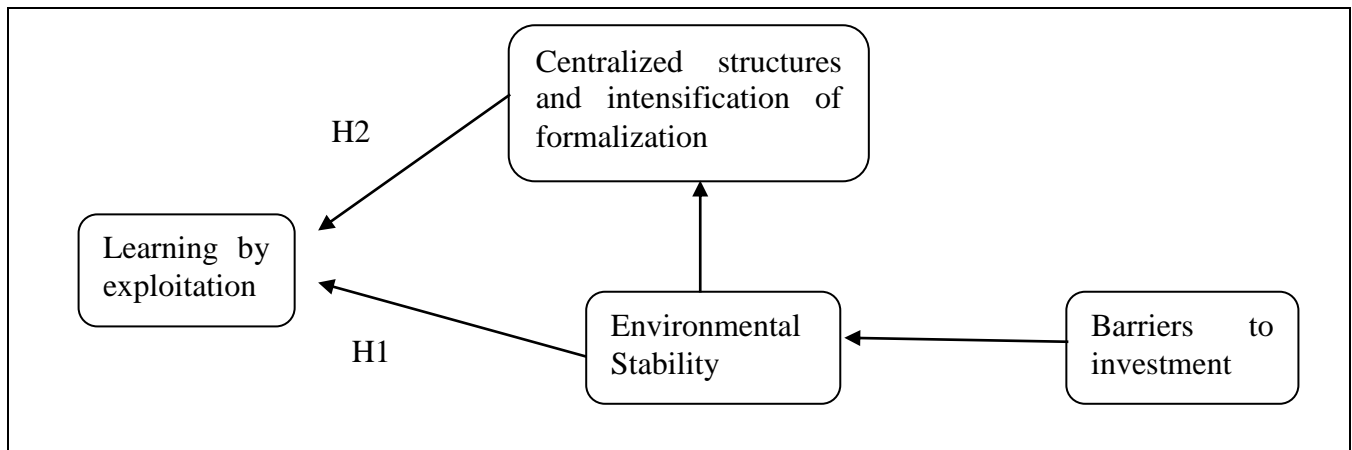 Centralized structures
and intensification of
formalization
H2
Learning by
exploitation
H1
Environmental
Stability
Barriers to
investment